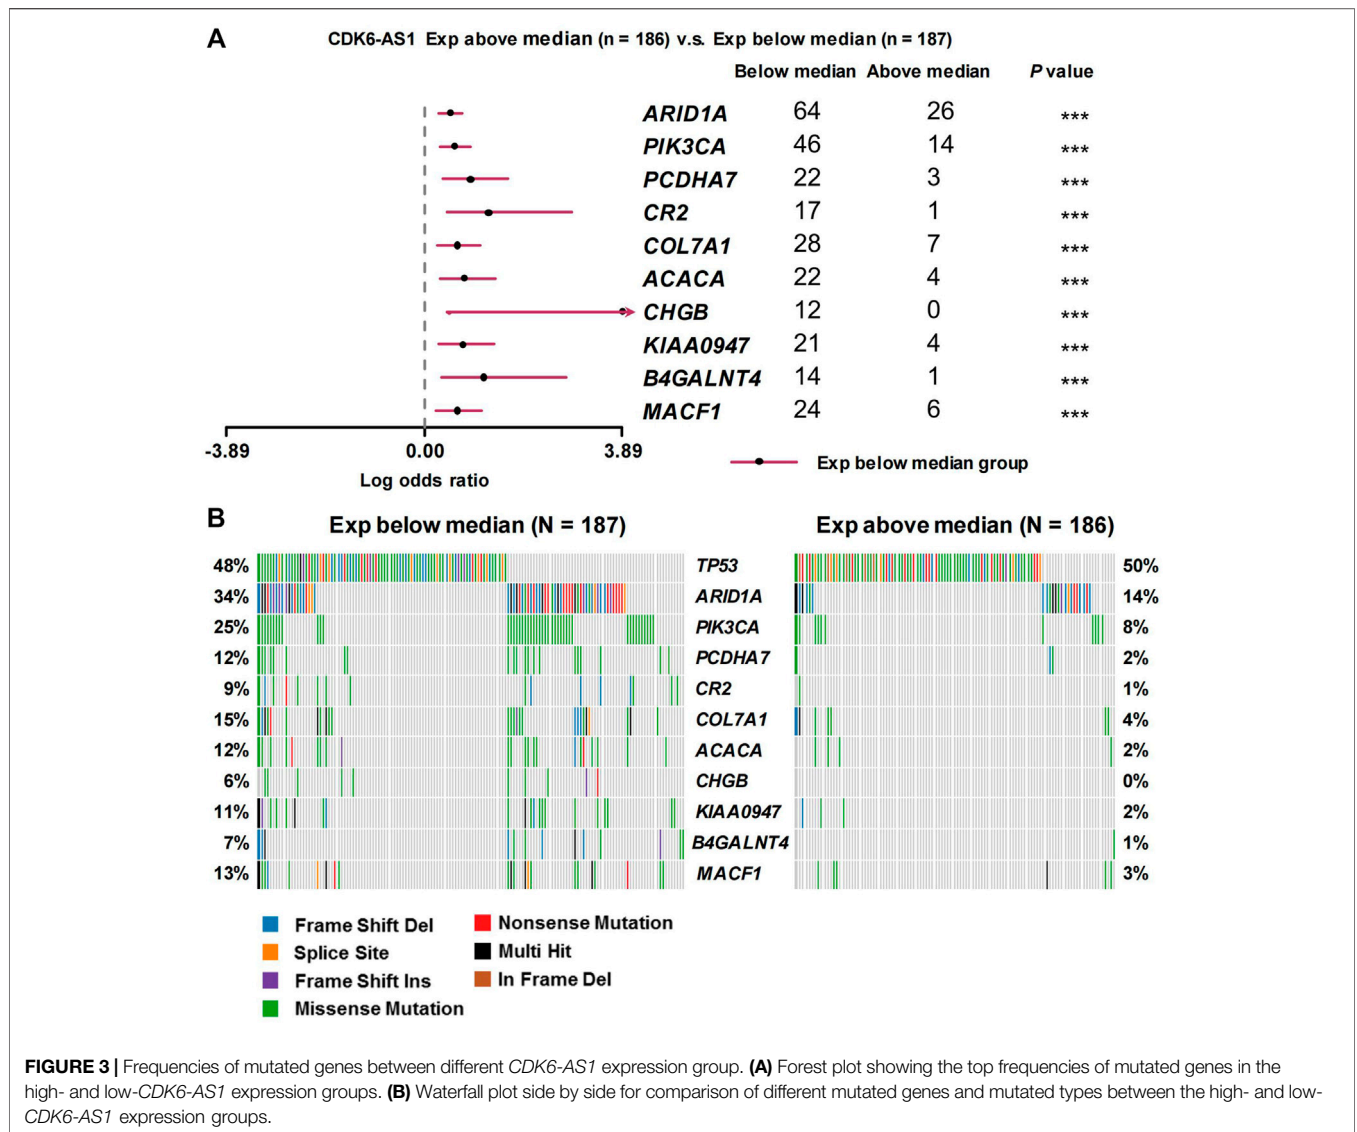 A
CDK6-AS1 Exp above median (n = 186) v.s. Exp below median (n = 187)
Below median Above median P value
ARID1A 64 26 ***
PIK3CA 46 14 ***
PCDHA7 22 3 ***
CR2 17 1 ***
COL7A1 28 7 ***
ACACA 22 4 ***
CHGB 12 0 ***
KIAA0947 21 4 ***
B4GALNT4 14 1 ***
MACF1 24 6 ***
-3.89 0.00 3.89
Log odds ratio
Exp below median group
B
Exp below median (N = 187) Exp above median (N = 186)
48% TP53 50%
34% ARID1A 14%
25% PIK3CA 8%
12% PCDHA7 2%
9% CR2 1%
15% COL7A1 4%
12% ACACA 2%
6% CHGB 0%
11% KIAA0947 2%
7% B4GALNT4 1%
13% MACF1 3%
Frame Shift Del Nonsense Mutation
Splice Site Multi Hit
Frame Shift Ins In Frame Del
Missense Mutation
FIGURE 3 | Frequencies of mutated genes between different CDK6-AS1 expression group. (A) Forest plot showing the top frequencies of mutated genes in the
high- and low-CDK6-AS1 expression groups. (B) Waterfall plot side by side for comparison of different mutated genes and mutated types between the high- and low-
CDK6-AS1 expression groups.